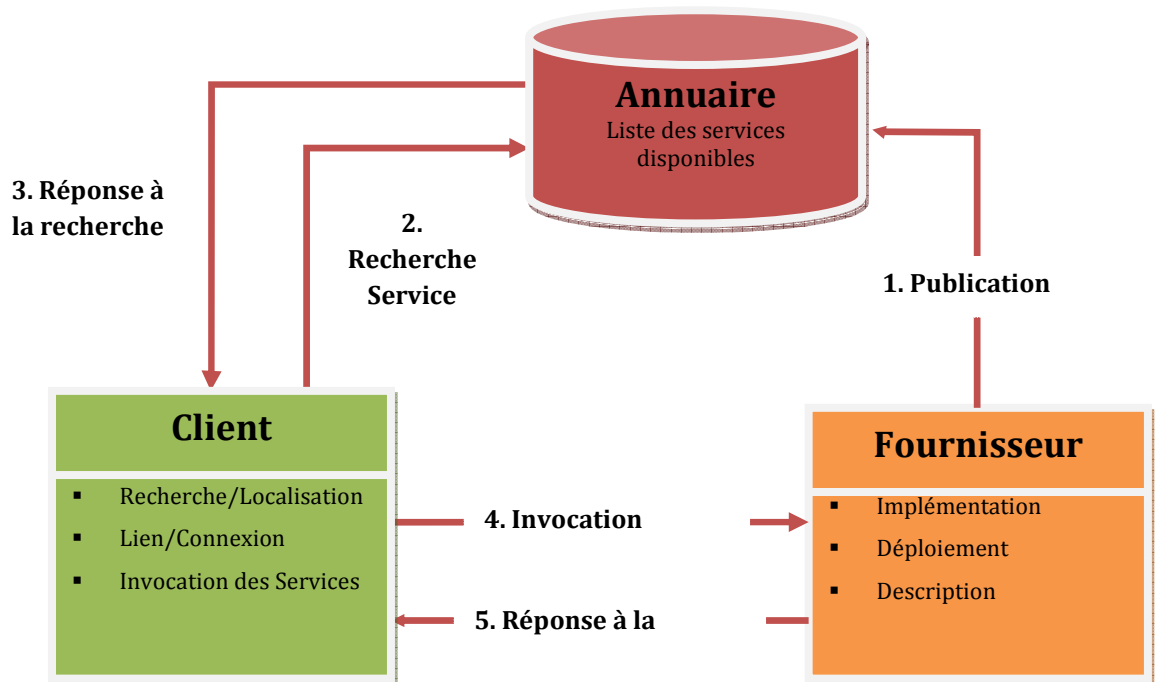 Annuaire
Liste des services
disponibles
3. Réponse à
la recherche
2.
Recherche
Service
1. Publication
Client
▪ Recherche/Localisation
▪ Lien/Connexion
▪ Invocation des Services
4. Invocation
5. Réponse à la
Fournisseur
▪ Implémentation
▪ Déploiement
▪ Description